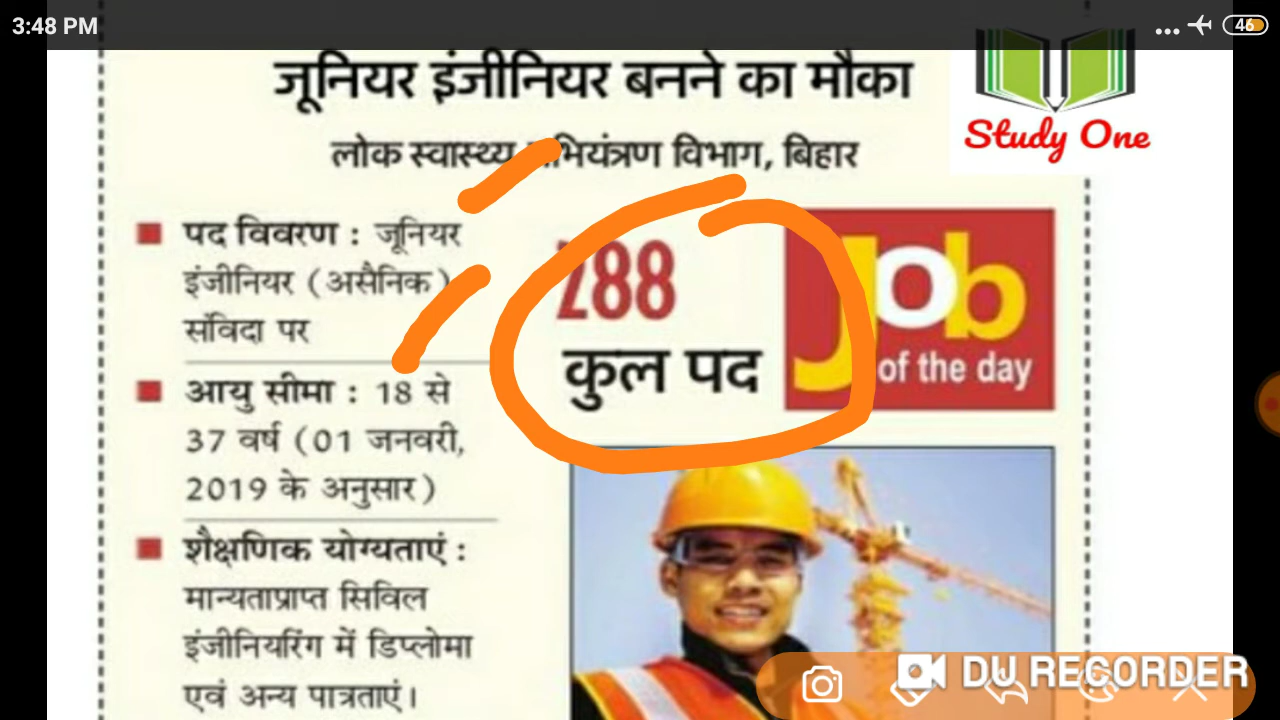 3:48 PM
46
जूनियर इंजीनियर बनने का मौका
Study One
लोक स्वास्थ्य अभियंत्रण विभाग, बिहार
पद विवरण : जूनियर
इंजीनियर (असैनिक)
संविदा पर
288
कुल पद
Job
of the day
आयु सीमा : 18 से
37 वर्ष (01 जनवरी,
2019 के अनुसार)
शैक्षणिक योग्यताएं :
मान्यताप्राप्त सिविल
इंजीनियरिंग में डिप्लोमा
एवं अन्य पात्रताएं।
DU RECORDER